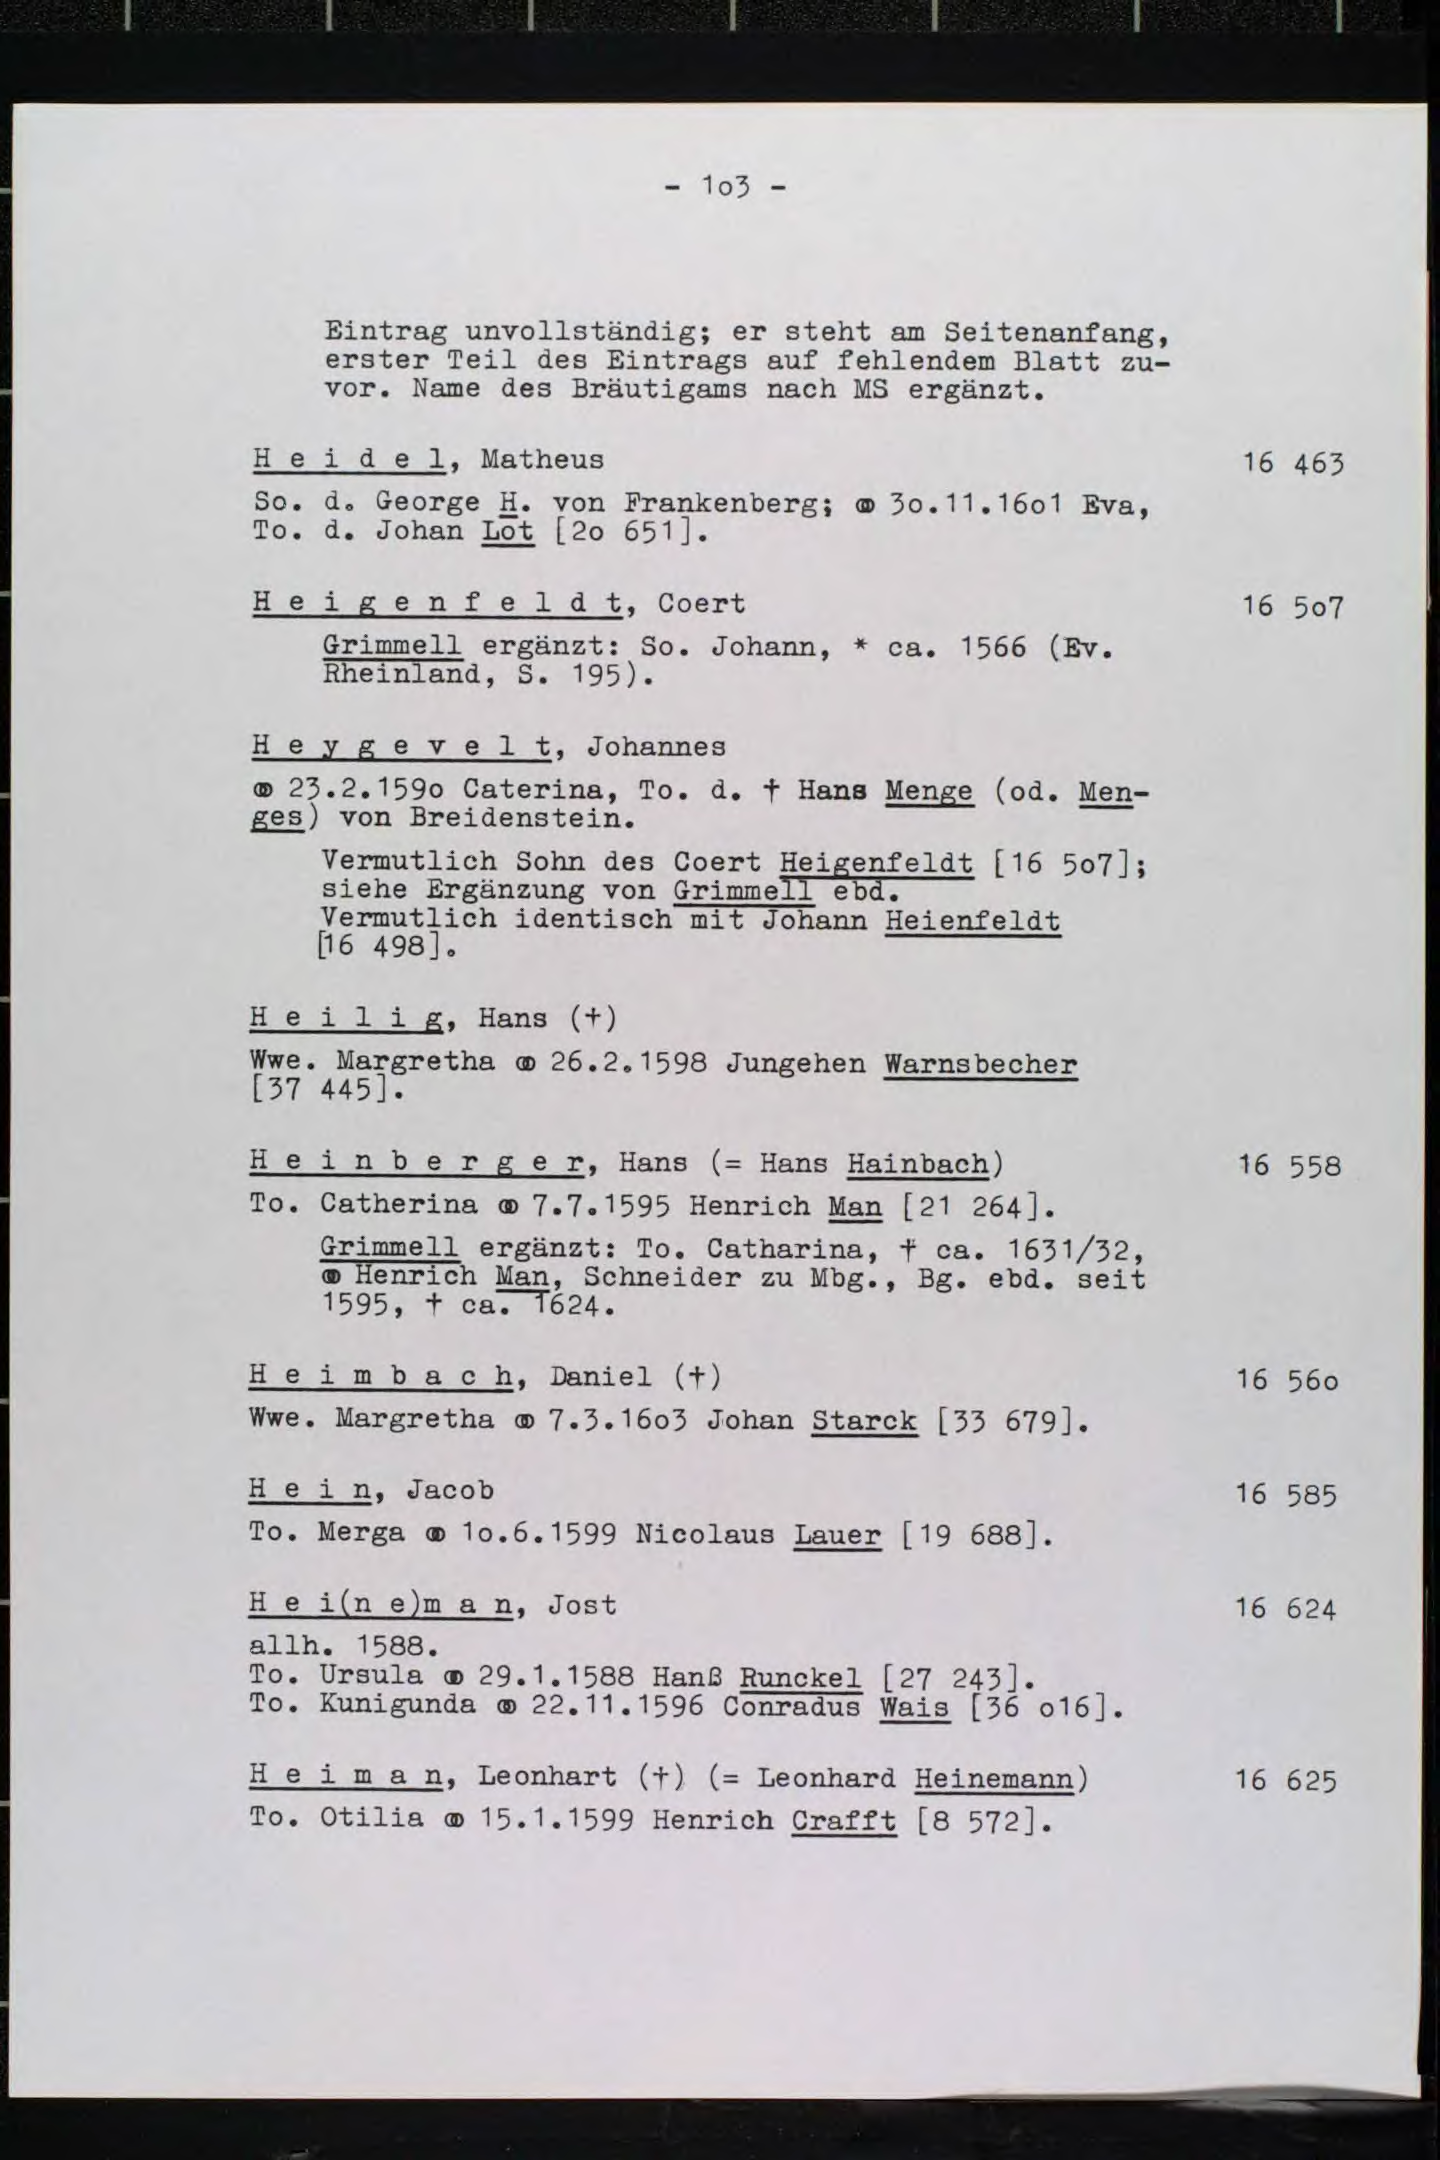 - 1o3 -
Eintrag unvollständig; er steht am Seitenanfang,
erster Teil des Eintrags auf fehlendem Blatt zu-
vor. Name des Bräutigams nach MS ergänzt.
H e i d e l, Matheus 16 463
So. d. George H. von Frankenberg; ⚭ 3o.11.16o1 Eva,
To. d. Johan Lot [2o 651].
H e i g e n f e l d t, Coert 16 5o7
Grimmell ergänzt: So. Johann, * ca. 1566 (Ev.
Rheinland, S. 195).
H e y g e v e l t, Johannes
⚭ 23.2.159o Caterina, To. d. † Hans Menge (od. Men-
ges) von Breidenstein.
Vermutlich Sohn des Coert Heigenfeldt [16 5o7];
siehe Ergänzung von Grimmell ebd.
Vermutlich identisch mit Johann Heienfeldt
[16 498].
H e i l i g, Hans (†)
Wwe. Margretha ⚭ 26.2.1598 Jungehen Warnsbecher
[37 445].
H e i n b e r g e r, Hans (= Hans Hainbach) 16 558
To. Catherina ⚭ 7.7.1595 Henrich Man [21 264].
Grimmell ergänzt: To. Catharina, † ca. 1631/32,
⚭ Henrich Man, Schneider zu Mbg., Bg. ebd. seit
1595, † ca. 1624.
H e i m b a c h, Daniel (†) 16 56o
Wwe. Margretha ⚭ 7.3.16o3 Johan Starck [33 679].
H e i n, Jacob 16 585
To. Merga ⚭ 1o.6.1599 Nicolaus Lauer [19 688].
H e i(n e)m a n, Jost 16 624
allh. 1588.
To. Ursula ⚭ 29.1.1588 Hanß Runckel [27 243].
To. Kunigunda ⚭ 22.11.1596 Conradus Wais [36 o16].
H e i m a n, Leonhart (†) (= Leonhard Heinemann) 16 625
To. Otilia ⚭ 15.1.1599 Henrich Crafft [8 572].